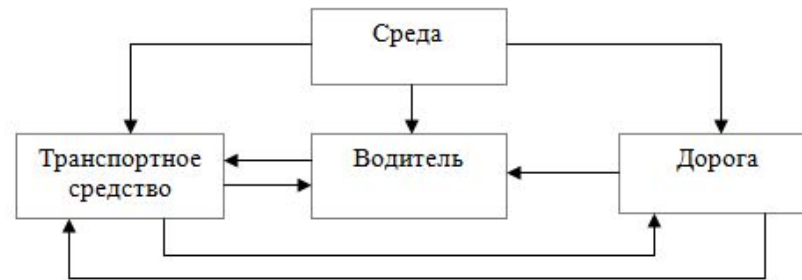 Среда
Транспортное
средство
Водитель
Дорога